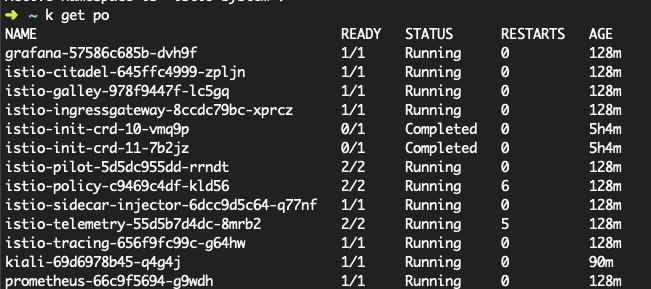 ➜ ~ k get po
NAME READY STATUS RESTARTS AGE
grafana-57586c685b-dvh9f 1/1 Running 0 128m
istio-citadel-645ffc4999-zpljn 1/1 Running 0 128m
istio-galley-978f9447f-lc5gq 1/1 Running 0 128m
istio-ingressgateway-8ccdc79bc-xprcz 1/1 Running 0 128m
istio-init-crd-10-vmq9p 0/1 Completed 0 5h4m
istio-init-crd-11-7b2jz 0/1 Completed 0 5h4m
istio-pilot-5d5dc955dd-rrndt 2/2 Running 0 128m
istio-policy-c9469c4df-kld56 2/2 Running 6 128m
istio-sidecar-injector-6dcc9d5c64-q77nf 1/1 Running 0 128m
istio-telemetry-55d5b7d4dc-8mrb2 2/2 Running 5 128m
istio-tracing-656f9fc99c-g64hw 1/1 Running 0 128m
kiali-69d6978b45-q4g4j 1/1 Running 0 90m
prometheus-66c9f5694-g9wdh 1/1 Running 0 128m